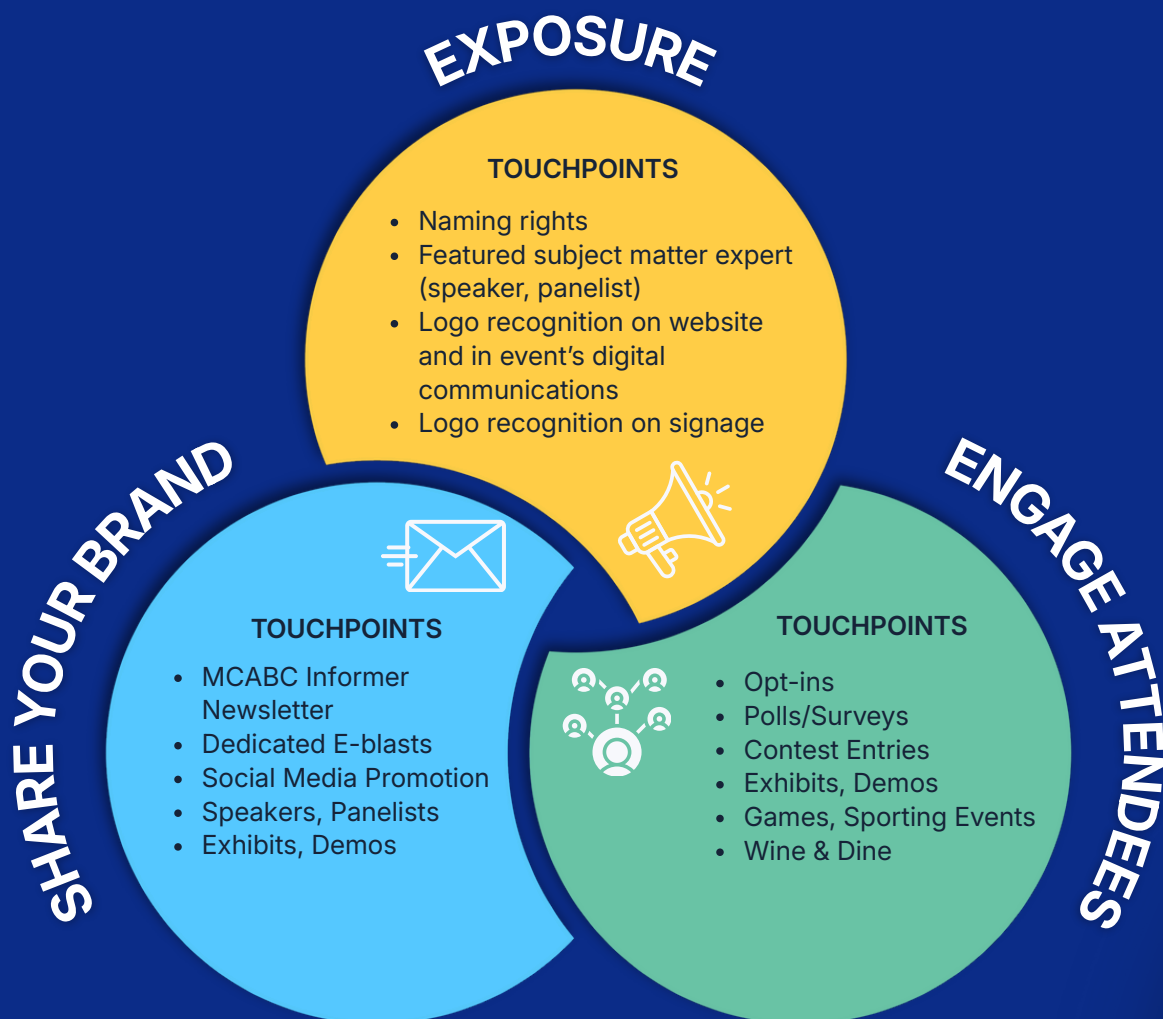 EXPOSURE
TOUCHPOINTS
• Naming rights
• Featured subject matter expert
(speaker, panelist)
• Logo recognition on website
and in event’s digital
communications
• Logo recognition on signage
SHARE YOUR BRAND
TOUCHPOINTS
• MCABC Informer
Newsletter
• Dedicated E-blasts
• Social Media Promotion
• Speakers, Panelists
• Exhibits, Demos
ENGAGE ATTENDEES
TOUCHPOINTS
• Opt-ins
• Polls/Surveys
• Contest Entries
• Exhibits, Demos
• Games, Sporting Events
• Wine & Dine